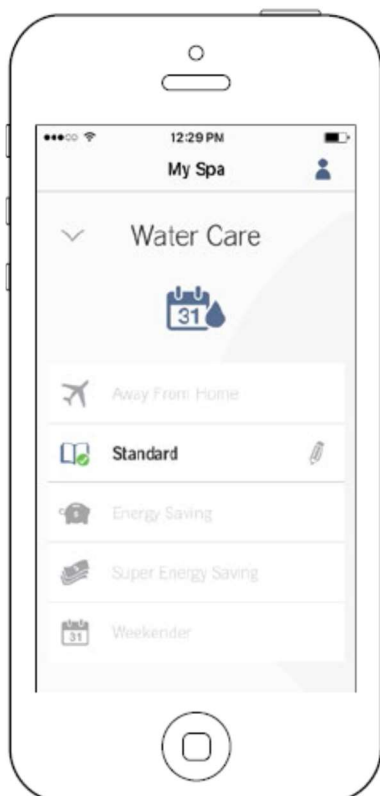 12:29 PM
My Spa
Water Care
31
Away From Home
Standard
Energy Saving
Super Energy Saving
31
Weekender